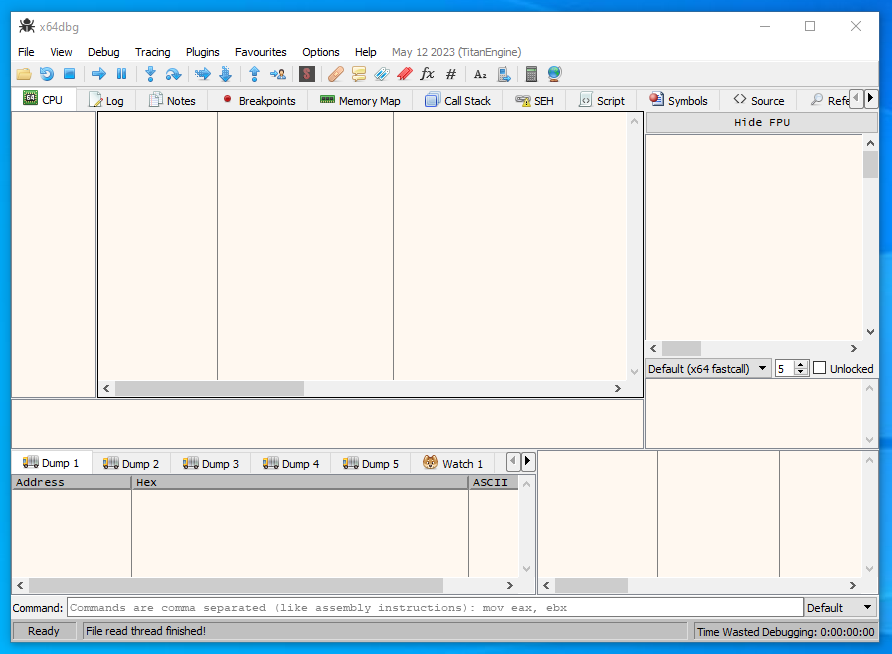 x64dbg
File View Debug Tracing Plugins Favourites Options Help May 12 2023 (TitanEngine)
S fx # A₂
64 CPU Log Notes Breakpoints Memory Map Call Stack SEH Script Symbols <> Source Refe
Hide FPU
Default (x64 fastcall) 5 Unlocked
Dump 1 Dump 2 Dump 3 Dump 4 Dump 5 Watch 1
Address Hex ASCII
Command: Commands are comma separated (like assembly instructions): mov eax, ebx Default
Ready File read thread finished! Time Wasted Debugging: 0:00:00:00